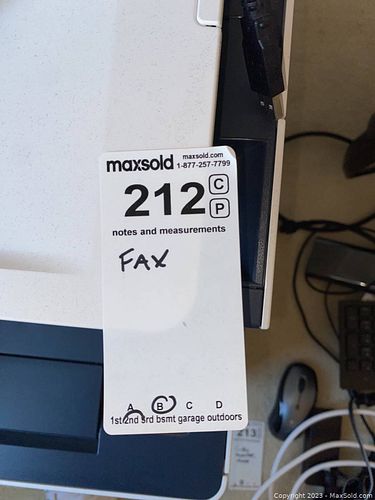 maxsold maxsold.com
1-877-257-7799
212 C
P
notes and measurements
FAX
A B C D
1st 2nd 3rd bsmt garage outdoors
213
Copyright © 2023 - MaxSold.com